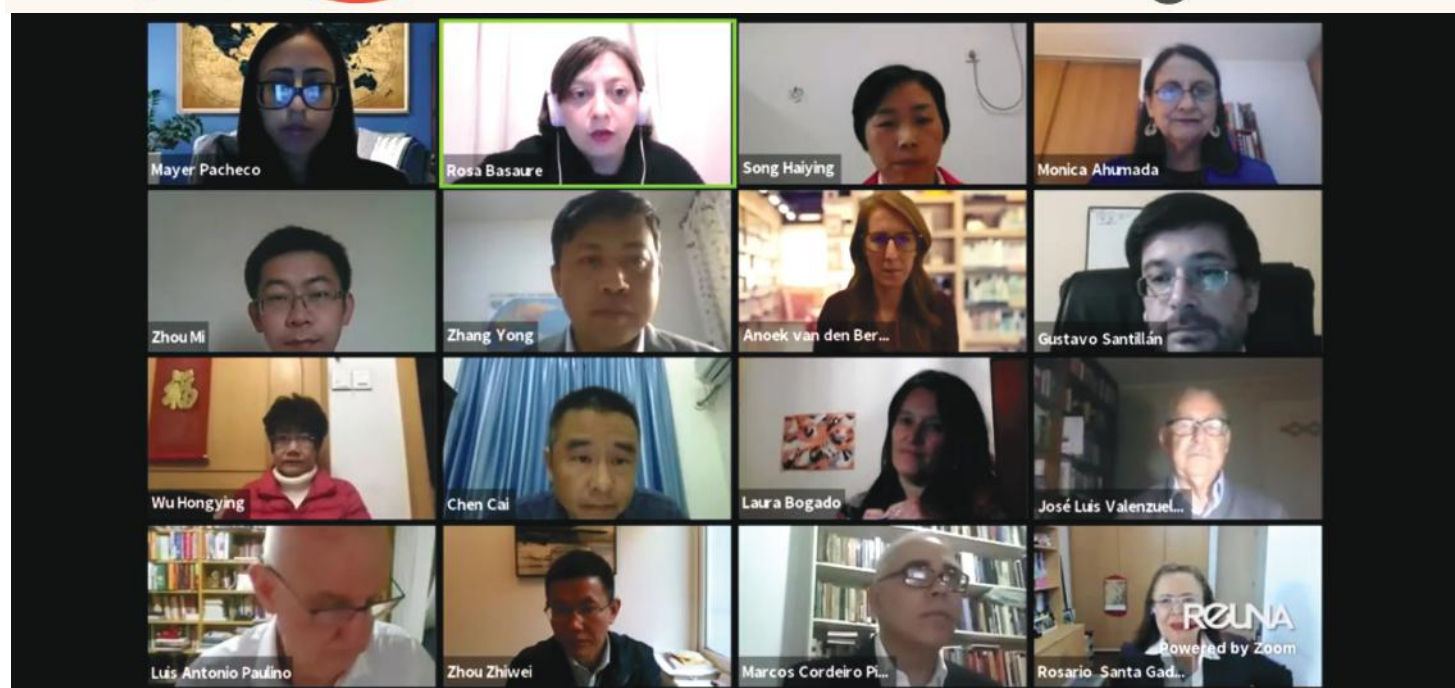 Mayer Pacheco
Rosa Basaure
Song Haiying
Monica Ahumada
Zhou Mi
Zhang Yong
Anoek van den Ber...
Gustavo Santillán
福
Wu Hongying
Chen Cai
Laura Bogado
José Luis Valenzuel...
Luis Antonio Paulino
Zhou Zhiwei
Marcos Cordeiro Pi...
Rosario Santa Gad...
REUNA
Powered by Zoom